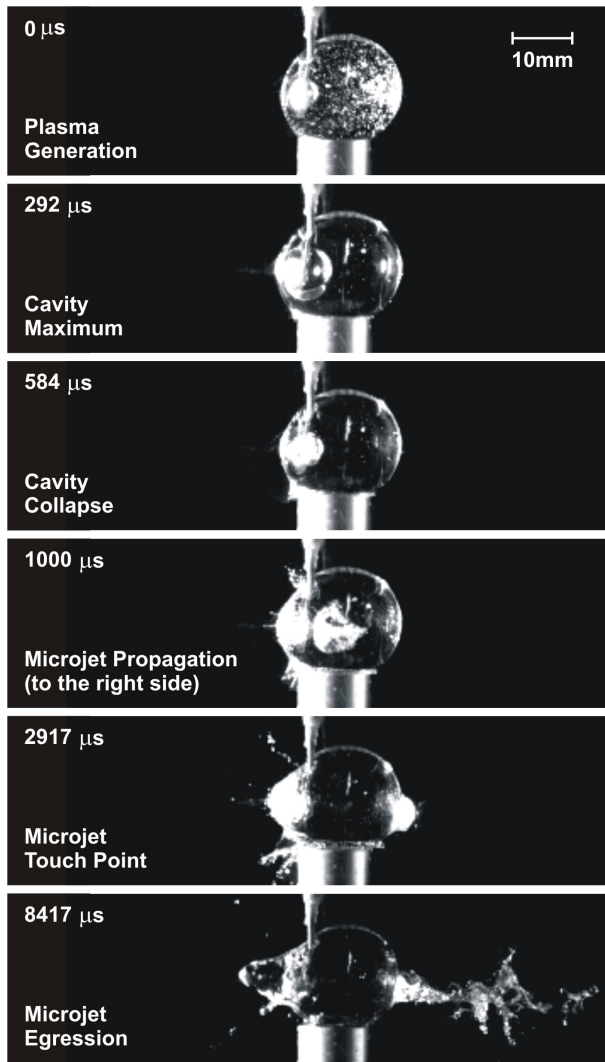 0 μs
10mm
Plasma
Generation
292 μs
Cavity
Maximum
584 μs
Cavity
Collapse
1000 μs
Microjet Propagation
(to the right side)
2917 μs
Microjet
Touch Point
8417 μs
Microjet
Egression